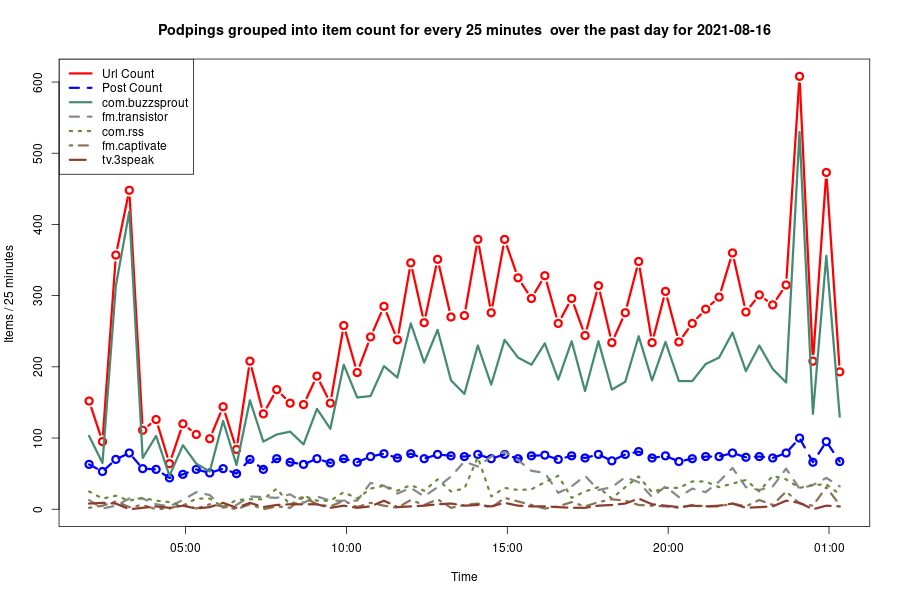 Podpings grouped into item count for every 25 minutes  over the past day for 2021-08-16
Items / 25 minutes
600
500
400
300
200
100
0
Url Count
Post Count
com.buzzsprout
fm.transistor
com.rss
fm.captivate
tv.3speak
05:00
10:00
15:00
20:00
01:00
Time